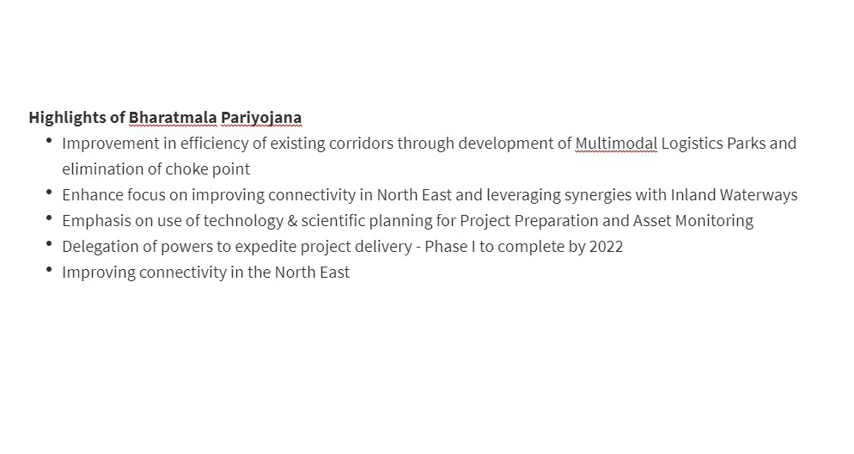 Highlights of Bharatmala Pariyojana
• Improvement in efficiency of existing corridors through development of Multimodal Logistics Parks and
elimination of choke point
• Enhance focus on improving connectivity in North East and leveraging synergies with Inland Waterways
• Emphasis on use of technology & scientific planning for Project Preparation and Asset Monitoring
• Delegation of powers to expedite project delivery - Phase I to complete by 2022
• Improving connectivity in the North East